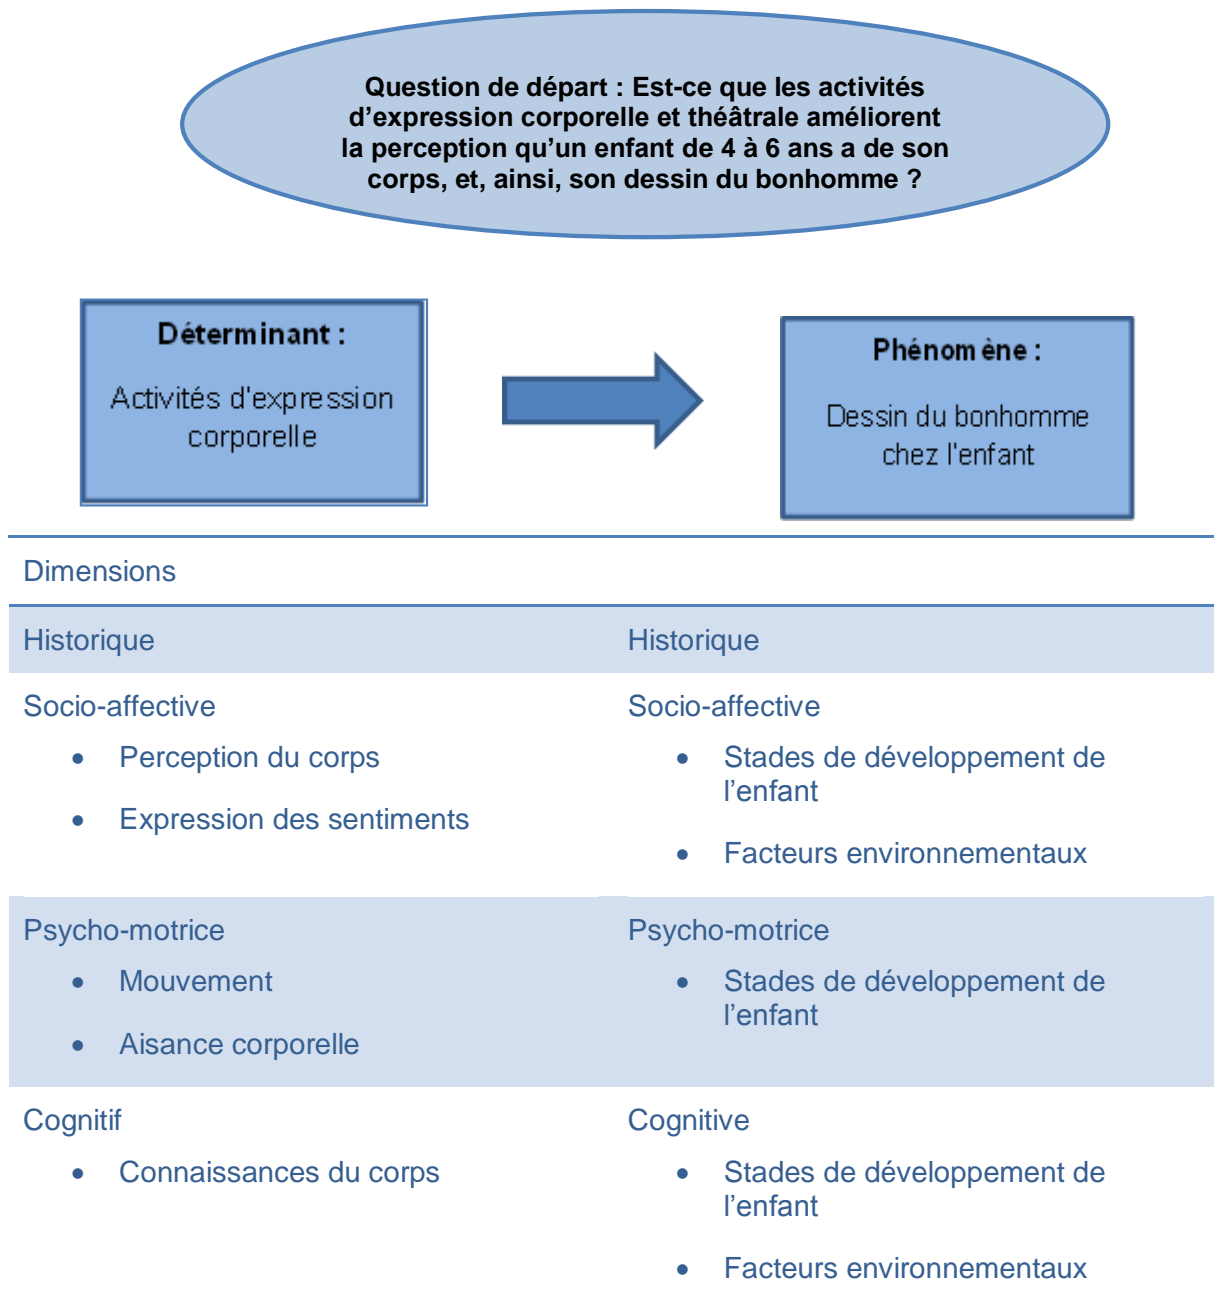 Question de départ : Est-ce que les activités
d’expression corporelle et théâtrale améliorent
la perception qu’un enfant de 4 à 6 ans a de son
corps, et, ainsi, son dessin du bonhomme ?
Déterminant :
Activités d'expression
corporelle
Phénomène :
Dessin du bonhomme
chez l'enfant
Dimensions
Historique
Historique
Socio-affective
• Perception du corps
• Expression des sentiments
Socio-affective
• Stades de développement de
l’enfant
• Facteurs environnementaux
Psycho-motrice
• Mouvement
• Aisance corporelle
Psycho-motrice
• Stades de développement de
l’enfant
Cognitif
• Connaissances du corps
Cognitive
• Stades de développement de
l’enfant
• Facteurs environnementaux